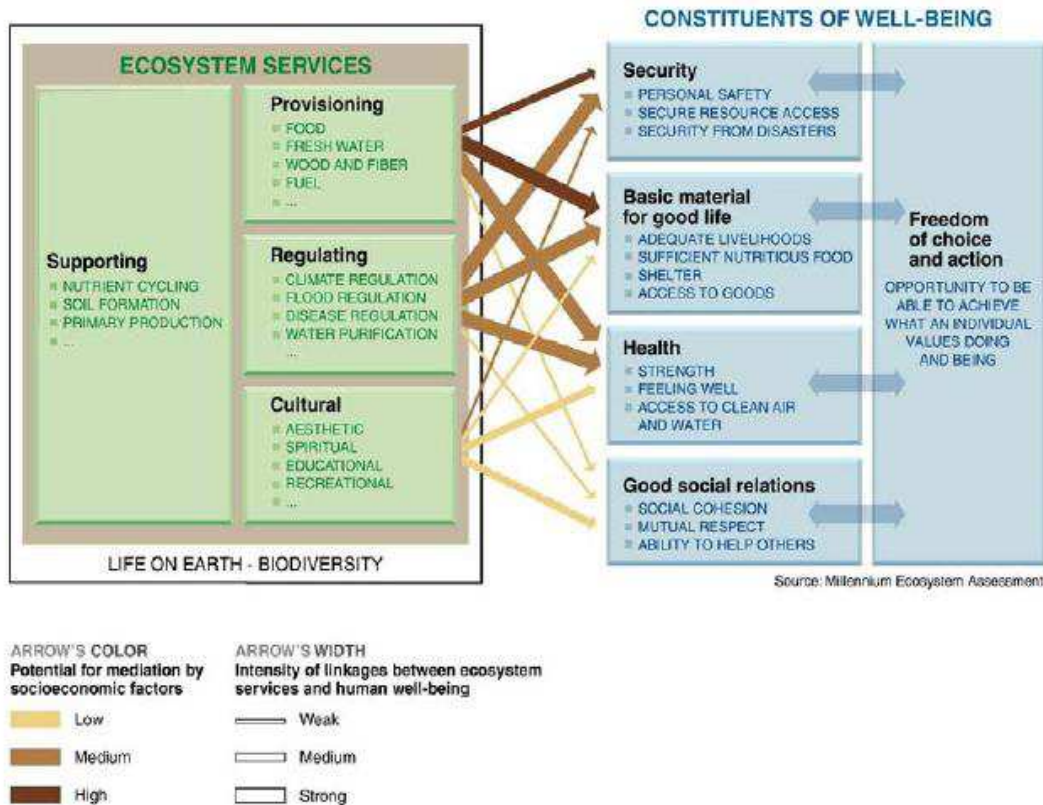 CONSTITUENTS OF WELL-BEING
ECOSYSTEM SERVICES
Supporting
NUTRIENT CYCLING
SOIL FORMATION
PRIMARY PRODUCTION
...
Provisioning
FOOD
FRESH WATER
WOOD AND FIBER
FUEL
...
Regulating
CLIMATE REGULATION
FLOOD REGULATION
DISEASE REGULATION
WATER PURIFICATION
...
Cultural
AESTHETIC
SPIRITUAL
EDUCATIONAL
RECREATIONAL
...
LIFE ON EARTH - BIODIVERSITY
Security
PERSONAL SAFETY
SECURE RESOURCE ACCESS
SECURITY FROM DISASTERS
Basic material
for good life
ADEQUATE LIVELIHOODS
SUFFICIENT NUTRITIOUS FOOD
SHELTER
ACCESS TO GOODS
Health
STRENGTH
FEELING WELL
ACCESS TO CLEAN AIR
AND WATER
Good social relations
SOCIAL COHESION
MUTUAL RESPECT
ABILITY TO HELP OTHERS
Freedom
of choice
and action
OPPORTUNITY TO BE
ABLE TO ACHIEVE
WHAT AN INDIVIDUAL
VALUES DOING
AND BEING
Source: Millennium Ecosystem Assessment
ARROW'S COLOR
Potential for mediation by
socioeconomic factors
Low
Medium
High
ARROW'S WIDTH
Intensity of linkages between ecosystem
services and human well-being
Weak
Medium
Strong